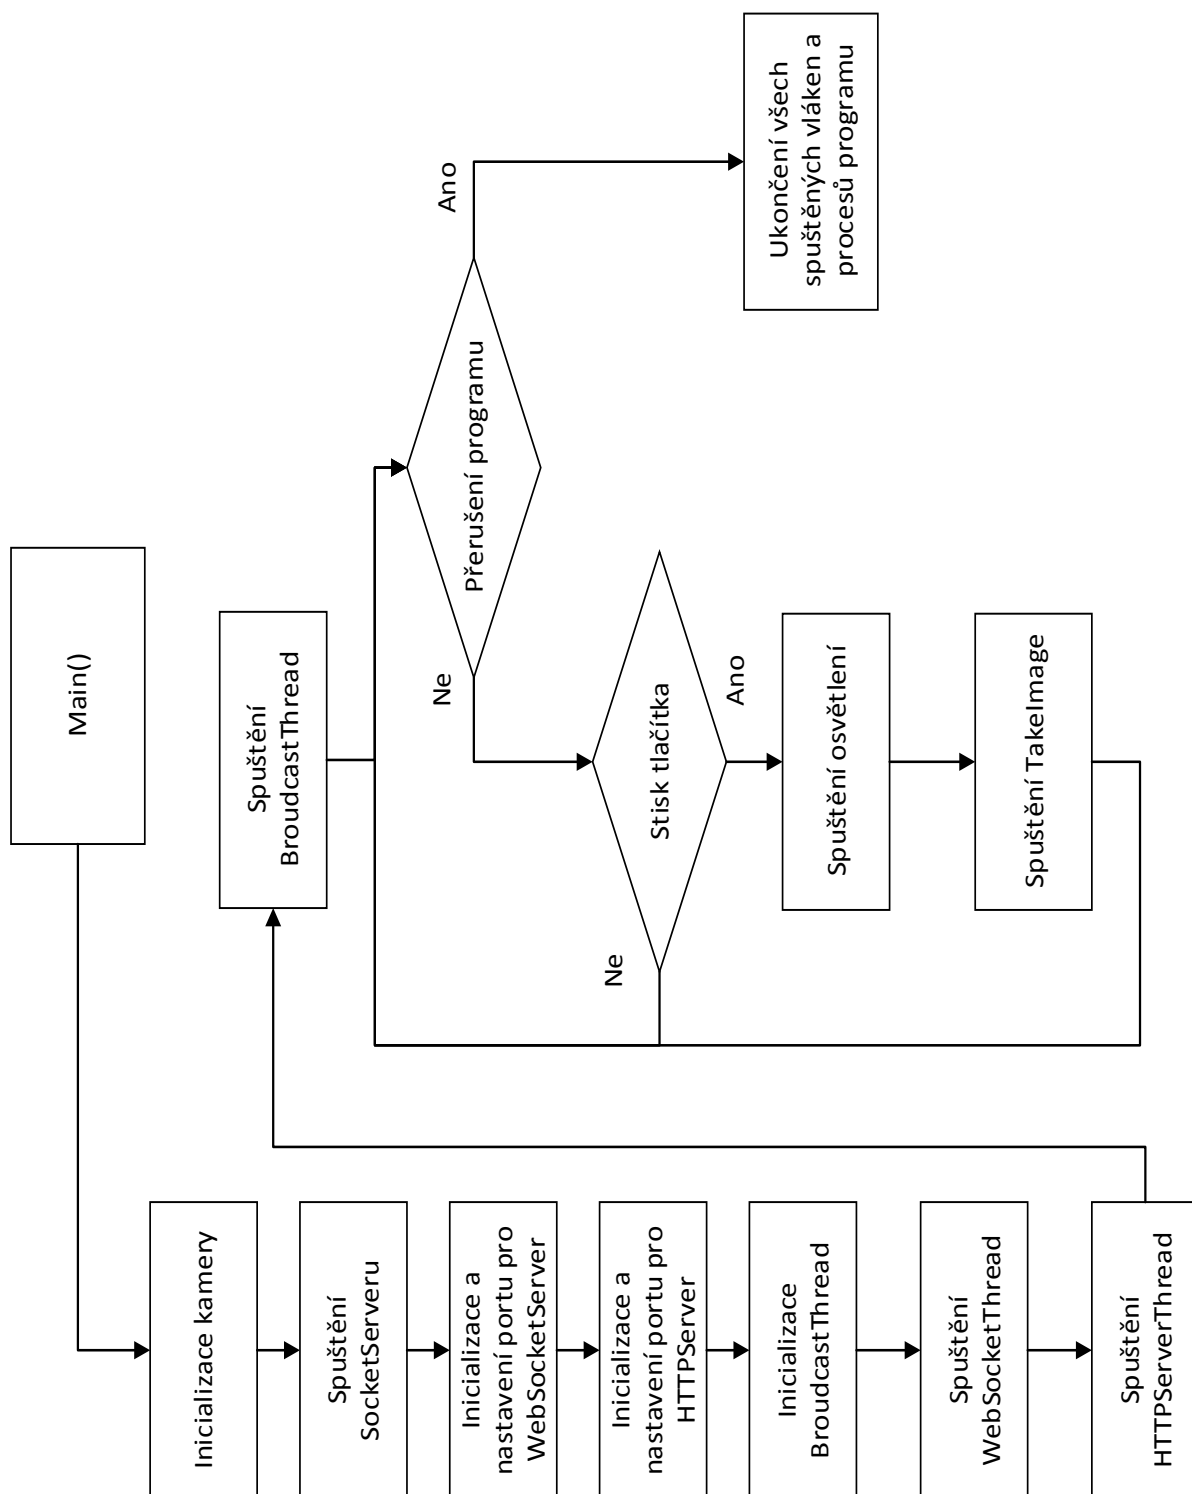 Main()
Inicializace kamery
Spuštění
SocketServeru
Inicializace a
nastavení portu pro
WebSocketServer
Inicializace a
nastavení portu pro
HTTPServer
Inicializace
BroudcastThread
Spuštění
WebSocketThread
Spuštění
HTTPServerThread
Spuštění
BroudcastThread
Přerušení programu
Ano
Ne
Ukončení všech
spuštěných vláken a
procesů programu
Stisk tlačítka
Ne
Ano
Spuštění osvětlení
Spuštění TakeImage